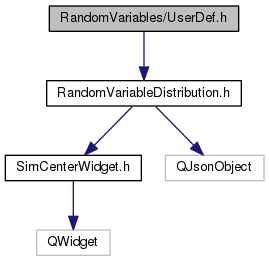 RandomVariables/UserDef.h
RandomVariableDistribution.h
SimCenterWidget.h
QJsonObject
QWidget